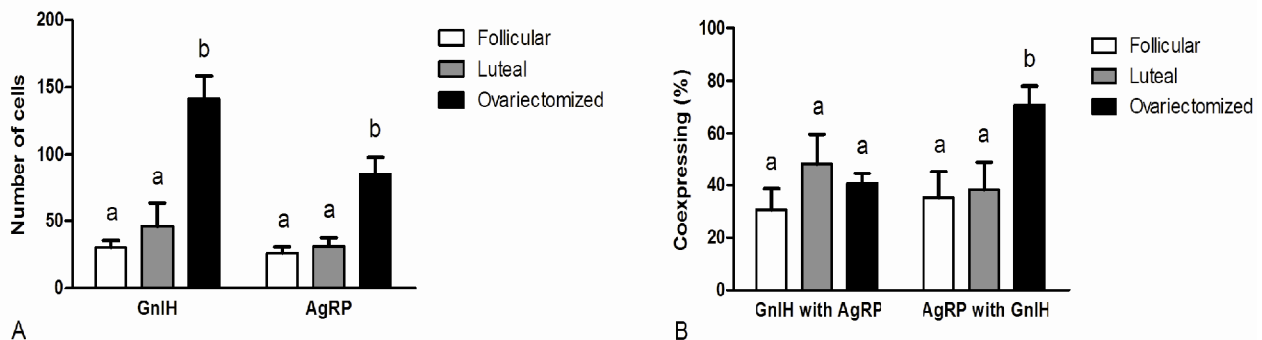 200
150
100
50
0
Number of cells
a
a
b
a
a
b
GnIH
AgRP
Follicular
Luteal
Ovariectomized
A
100
80
60
40
20
0
Coexpressing (%)
a
a
a
a
a
b
GnIH with AgRP
AgRP with GnIH
Follicular
Luteal
Ovariectomized
B